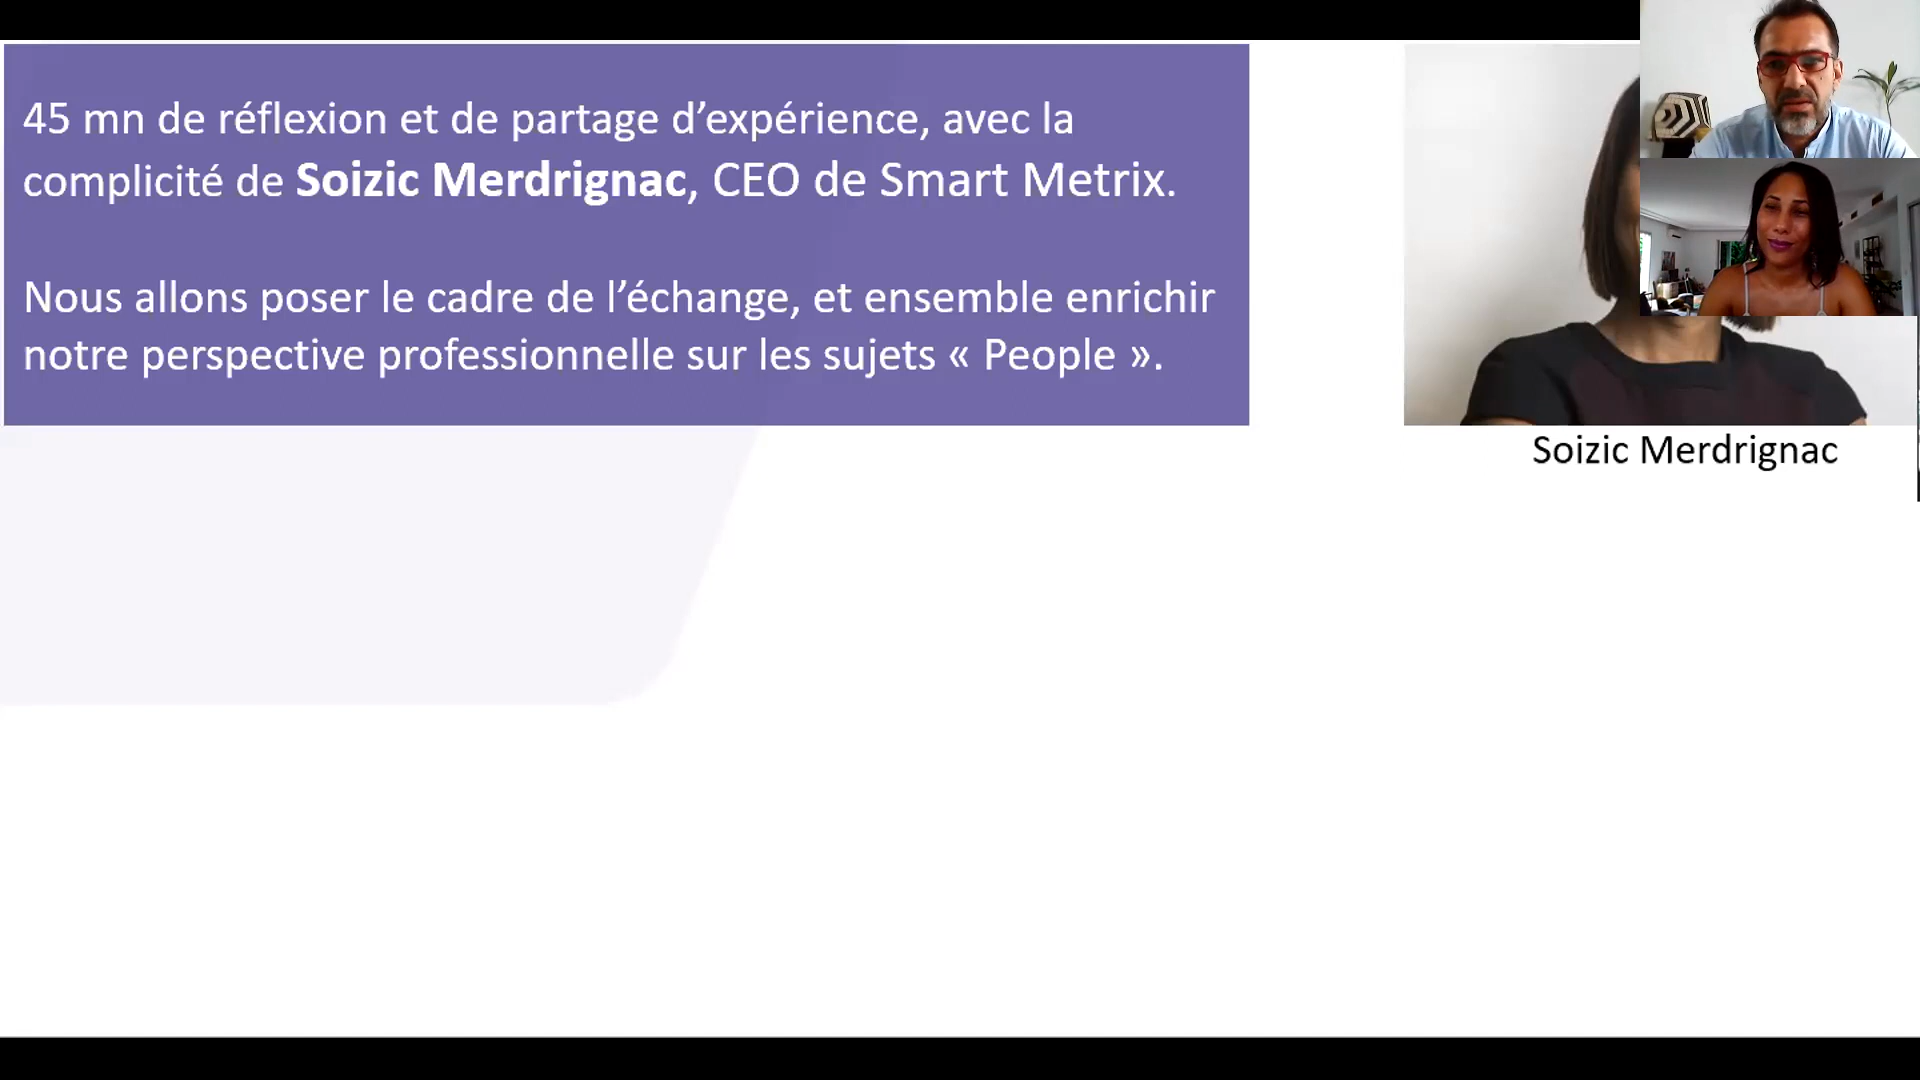 45 mn de réflexion et de partage d’expérience, avec la
complicité de Soizic Merdrignac, CEO de Smart Metrix.
Nous allons poser le cadre de l’échange, et ensemble enrichir
notre perspective professionnelle sur les sujets « People ».
Soizic Merdrignac